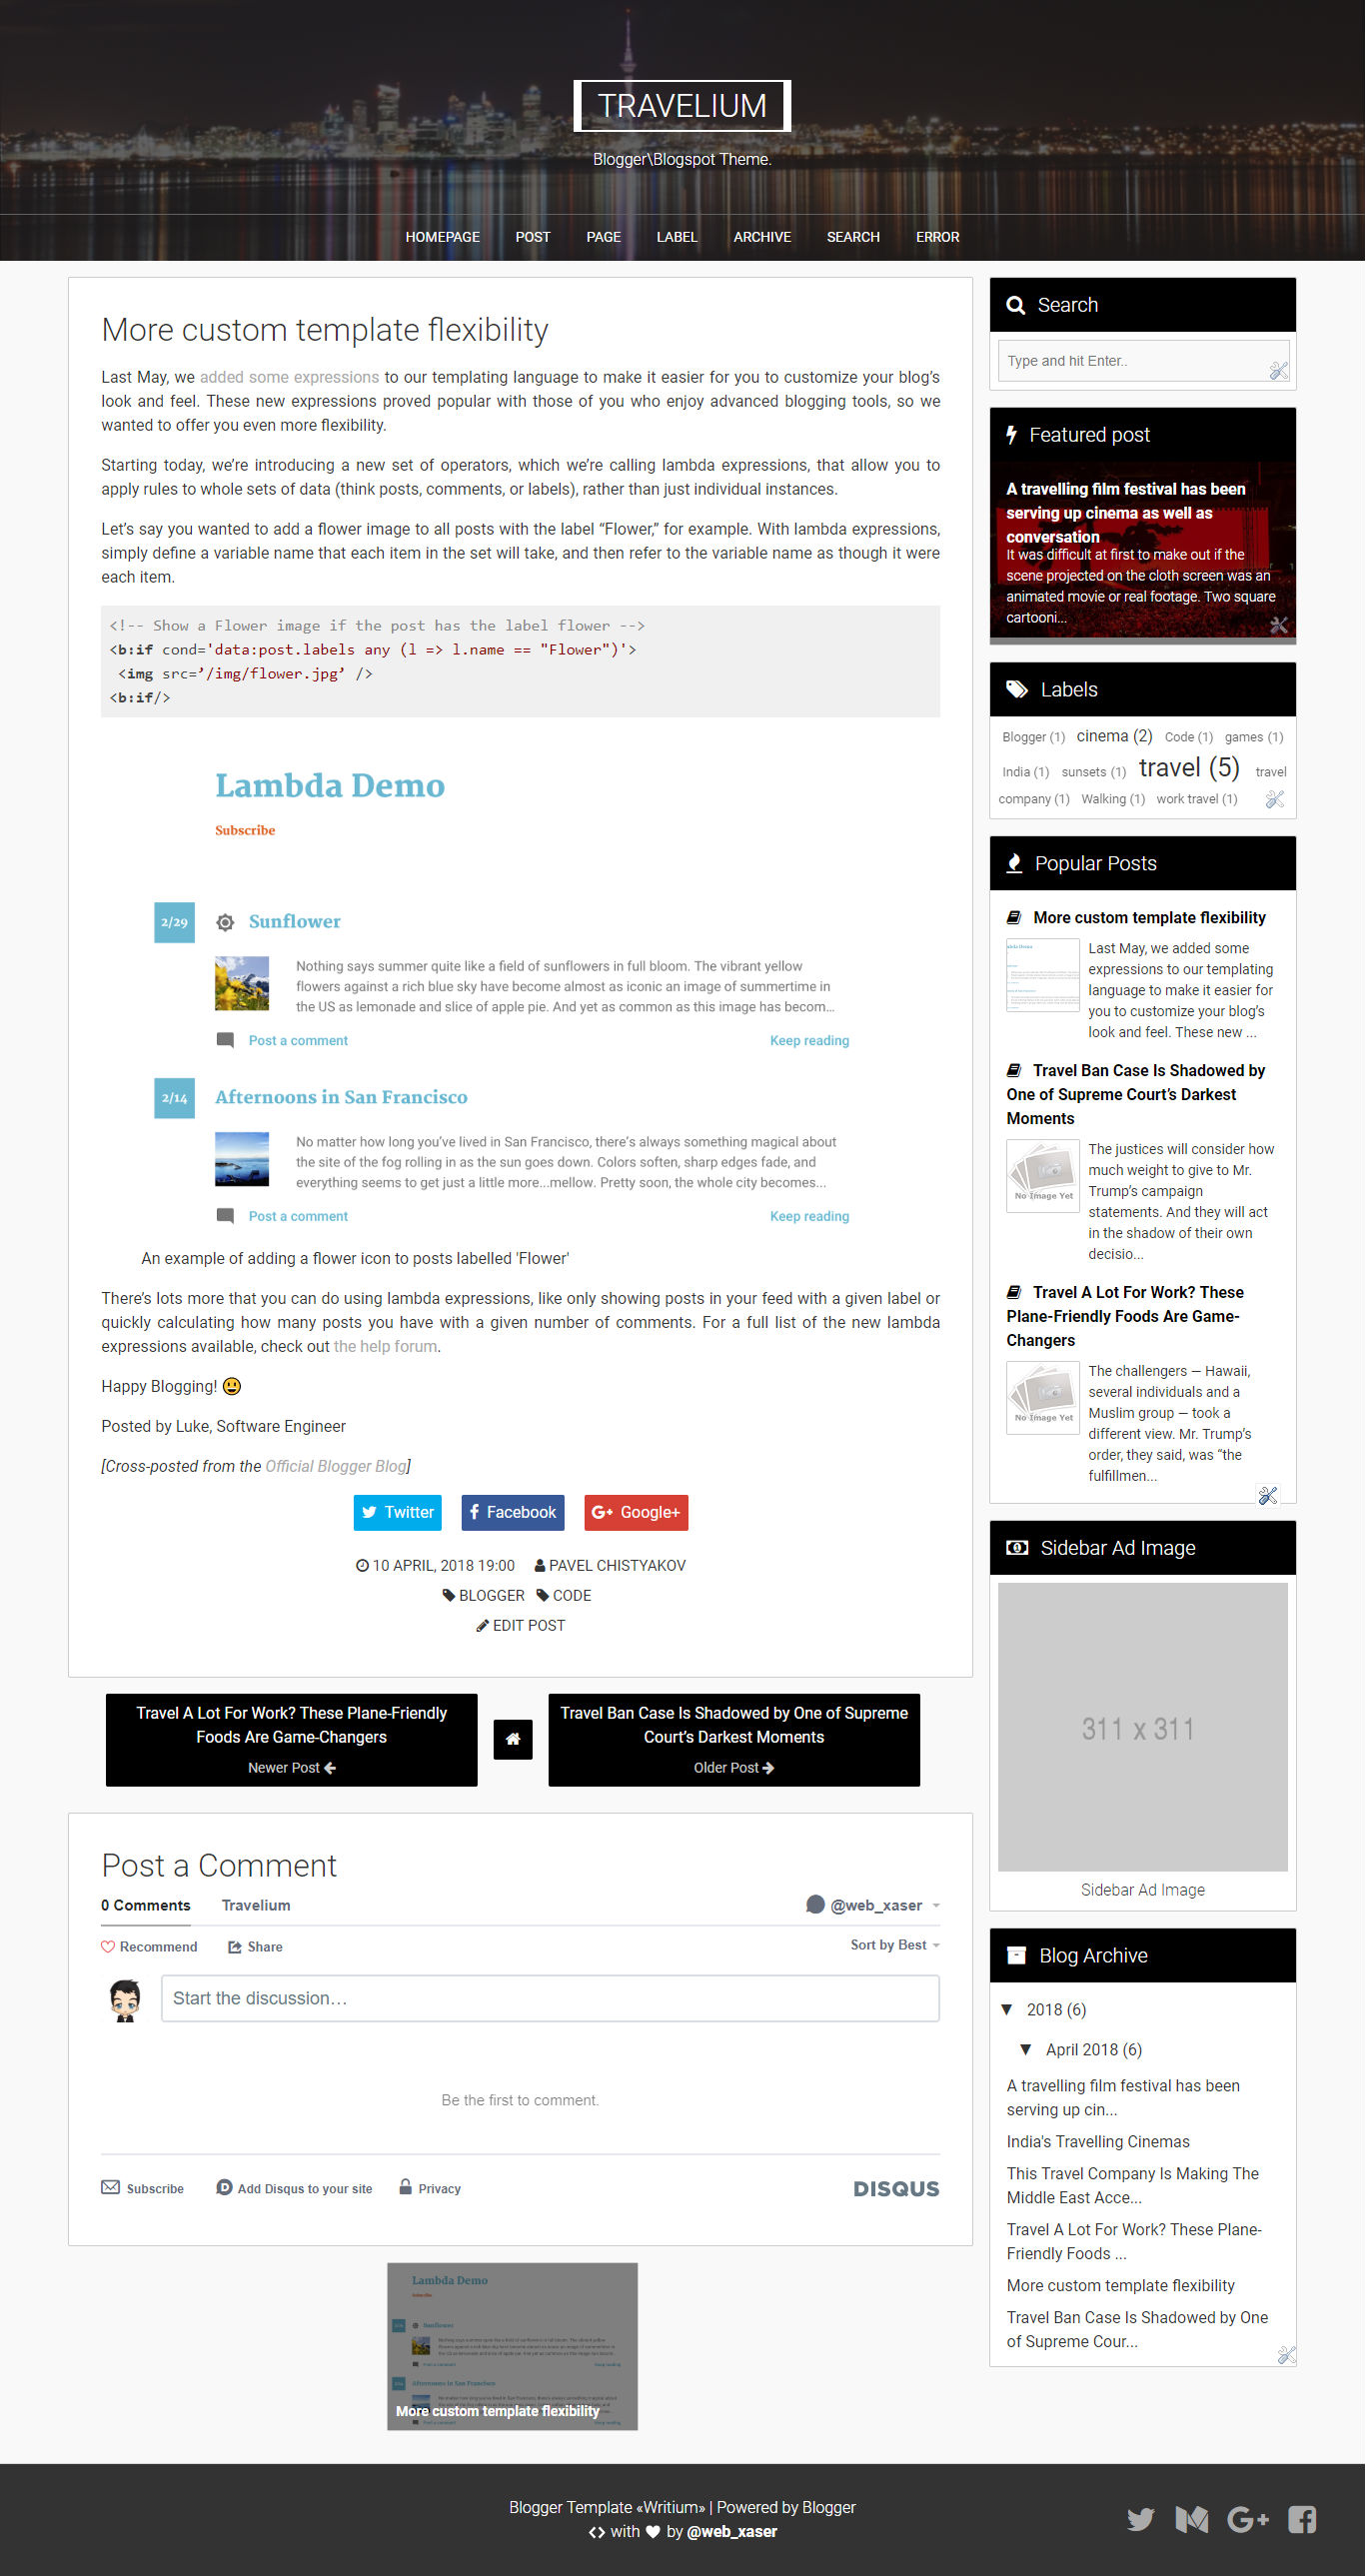 TRAVELIUM
Blogger\Blogspot Theme.
HOMEPAGE POST PAGE LABEL ARCHIVE SEARCH ERROR
More custom template flexibility
Last May, we added some expressions to our templating language to make it easier for you to customize your blog's
look and feel. These new expressions proved popular with those of you who enjoy advanced blogging tools, so we
wanted to offer you even more flexibility.
Starting today, we're introducing a new set of operators, which we're calling lambda expressions, that allow you to
apply rules to whole sets of data (think posts, comments, or labels), rather than just individual instances.
Let's say you wanted to add a flower image to all posts with the label “Flower,” for example. With lambda expressions,
simply define a variable name that each item in the set will take, and then refer to the variable name as though it were
each item.
<!-- Show a Flower image if the post has the label flower -->
<b:if cond='data:post.labels any (l => l.name == "Flower")'>
<img src=’/img/flower.jpg’ />
<b:if/>
Lambda Demo
Subscribe
2/29 Sunflower
Nothing says summer quite like a field of sunflowers in full bloom. The vibrant yellow
flowers against a rich blue sky have become almost as iconic an image of summertime in
the US as lemonade and slice of apple pie. And yet as common as this image has becom...
Post a comment Keep reading
2/14 Afternoons in San Francisco
No matter how long you've lived in San Francisco, there's always something magical about
the site of the fog rolling in as the sun goes down. Colors soften, sharp edges fade, and
everything seems to get just a little more...mellow. Pretty soon, the whole city becomes...
Post a comment Keep reading
An example of adding a flower icon to posts labelled 'Flower'
There's lots more that you can do using lambda expressions, like only showing posts in your feed with a given label or
quickly calculating how many posts you have with a given number of comments. For a full list of the new lambda
expressions available, check out the help forum.
Happy Blogging! 😃
Posted by Luke, Software Engineer
[Cross-posted from the Official Blogger Blog]
Twitter Facebook Google+
10 APRIL, 2018 19:00 PAVEL CHISTYAKOV
BLOGGER CODE
EDIT POST
Travel A Lot For Work? These Plane-Friendly
Foods Are Game-Changers
Newer Post
Travel Ban Case Is Shadowed by One of Supreme
Court's Darkest Moments
Older Post
Post a Comment
0 Comments Travelium @web_xaser
Recommend Share Sort by Best
Start the discussion...
Be the first to comment.
Subscribe Add Disqus to your site Privacy DISQUS
Lambda Demo
Sunflower
Afternoons in San Francisco
More custom template flexibility
Search
Type and hit Enter..
Featured post
A travelling film festival has been
serving up cinema as well as
conversation
It was difficult at first to make out if the
scene projected on the cloth screen was an
animated movie or real footage. Two square
cartooni...
Labels
Blogger (1) cinema (2) Code (1) games (1)
India (1) sunsets (1) travel (5) travel
company (1) Walking (1) work travel (1)
Popular Posts
More custom template flexibility
Last May, we added some
expressions to our templating
language to make it easier for
you to customize your blog's
look and feel. These new ...
Travel Ban Case Is Shadowed by
One of Supreme Court's Darkest
Moments
No Image Yet
The justices will consider how
much weight to give to Mr.
Trump's campaign
statements. And they will act
in the shadow of their own
decisio...
Travel A Lot For Work? These
Plane-Friendly Foods Are Game-
Changers
No Image Yet
The challengers — Hawaii,
several individuals and a
Muslim group — took a
different view. Mr. Trump's
order, they said, was “the
fulfillmen...
Sidebar Ad Image
311 x 311
Sidebar Ad Image
Blog Archive
▼ 2018 (6)
▼ April 2018 (6)
A travelling film festival has been
serving up cin...
India's Travelling Cinemas
This Travel Company Is Making The
Middle East Acce...
Travel A Lot For Work? These Plane-
Friendly Foods ...
More custom template flexibility
Travel Ban Case Is Shadowed by One
of Supreme Cour...
Blogger Template «Writium» | Powered by Blogger
<> with ♥ by @web_xaser